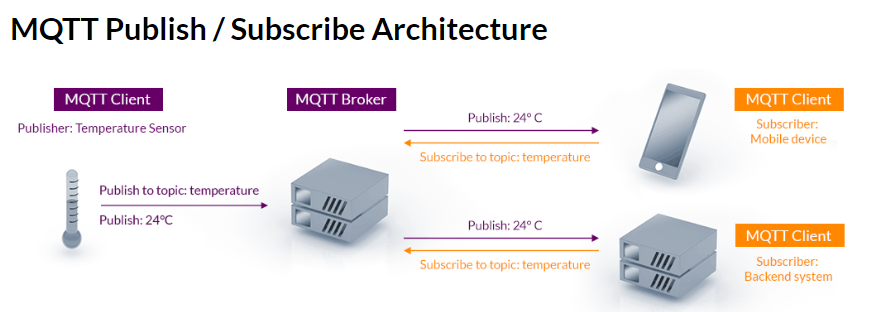 MQTT Publish / Subscribe Architecture
MQTT Client
Publisher: Temperature Sensor
Publish to topic: temperature
Publish: 24°C
MQTT Broker
Publish: 24° C
Subscribe to topic: temperature
MQTT Client
Subscriber:
Mobile device
Publish: 24° C
Subscribe to topic: temperature
MQTT Client
Subscriber:
Backend system